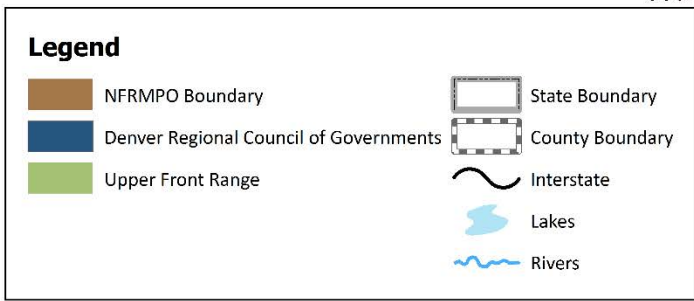 Legend
NFRMPO Boundary
Denver Regional Council of Governments
Upper Front Range
State Boundary
County Boundary
Interstate
Lakes
Rivers